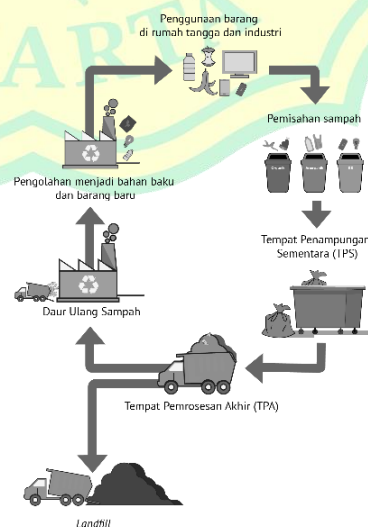 Penggunaan barang
di rumah tangga dan industri
Pemisahan sampah
Pengolahan menjadi bahan baku
dan barang baru
Tempat Penampungan
Sementara (TPS)
Daur Ulang Sampah
Tempat Pemrosesan Akhir (TPA)
Landfill